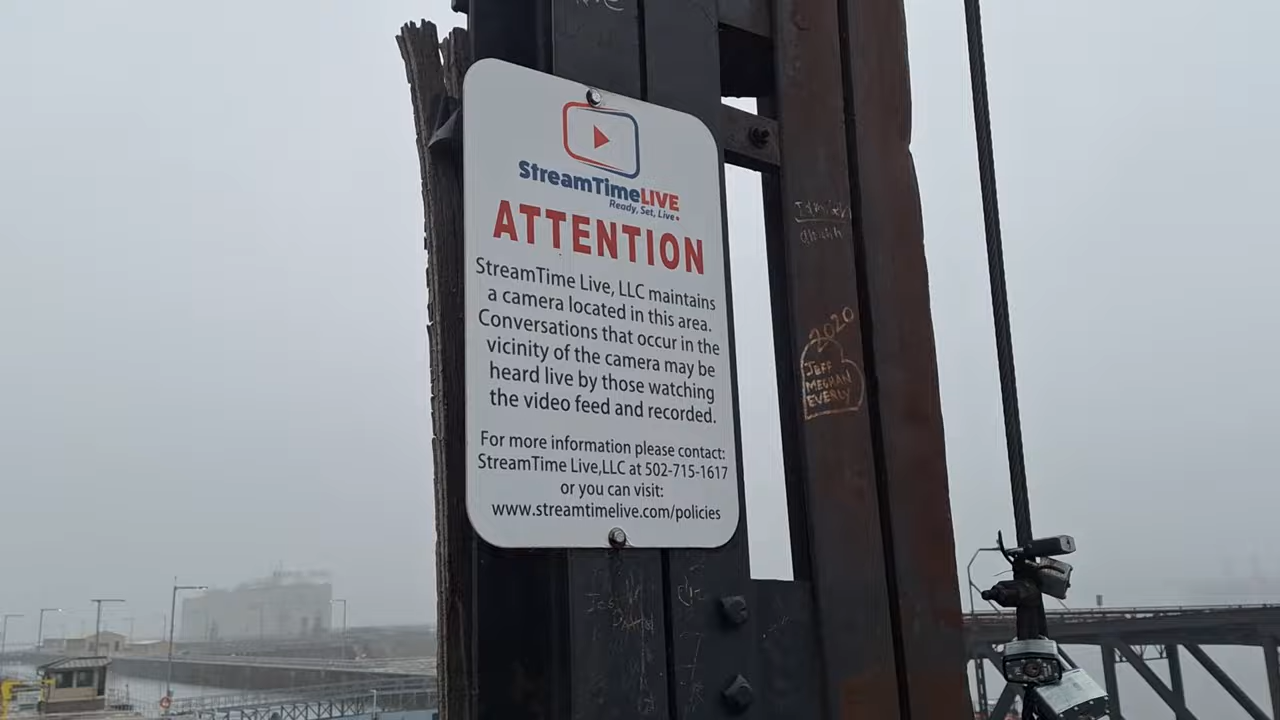 StreamTimeLIVE
Ready, Set, Live.
ATTENTION
StreamTime Live, LLC maintains
a camera located in this area.
Conversations that occur in the
vicinity of the camera may be
heard live by those watching
the video feed and recorded.
For more information please contact:
StreamTime Live,LLC at 502-715-1617
or you can visit:
www.streamtimelive.com/policies
2020
JEFF
MEGHAN
EVERLY